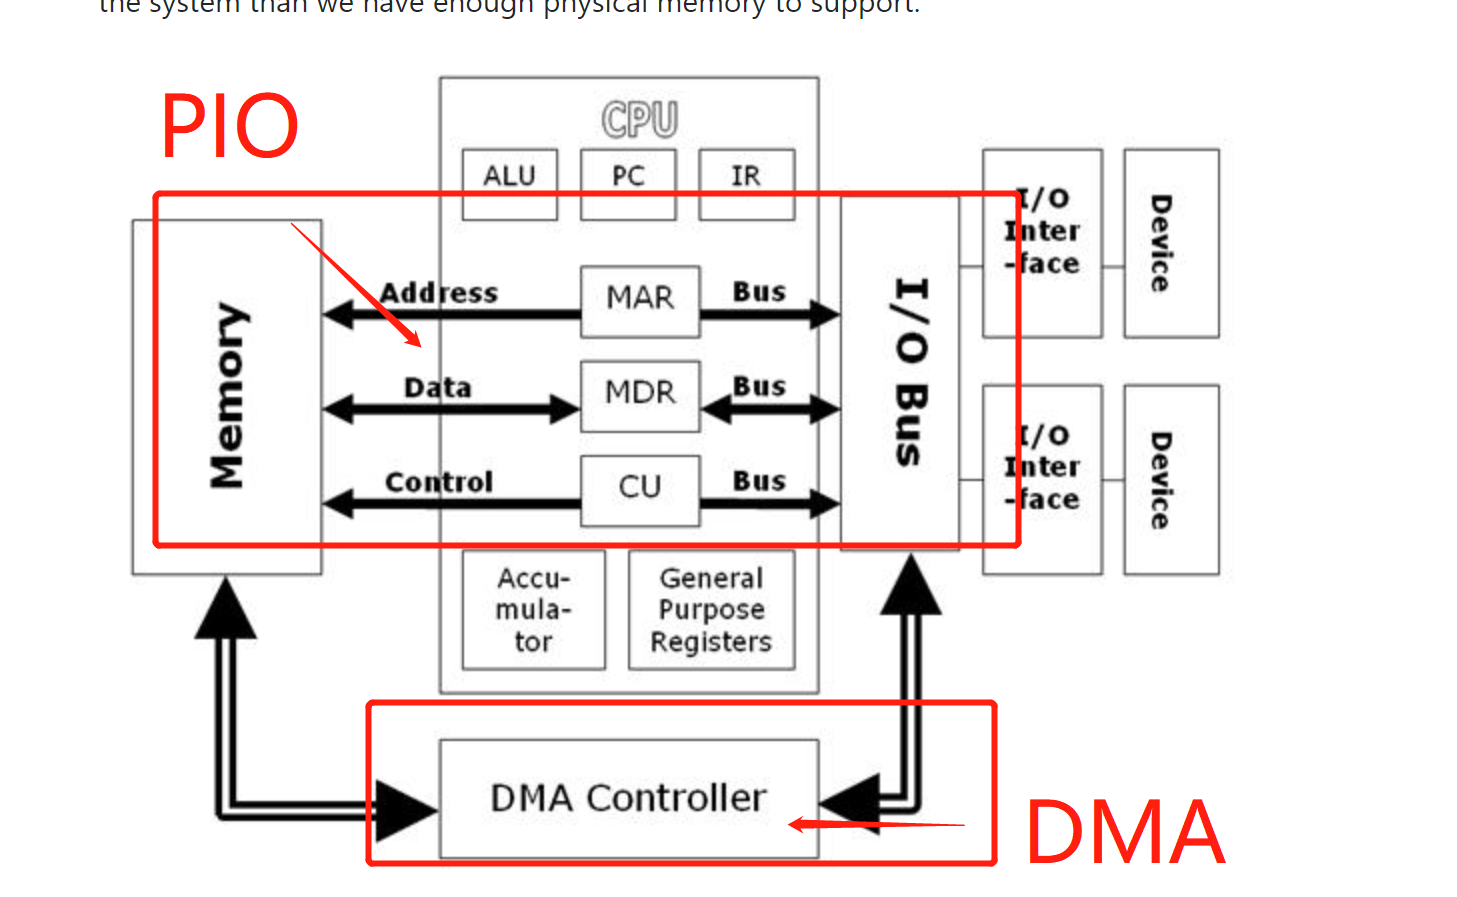 the system than we have enough physical memory to support.
PIO
CPU
ALU
PC
IR
Memory
Address
MAR
Bus
Data
MDR
Bus
Control
CU
Bus
I/O Bus
I/O
Inter
-face
Device
I/O
Inter
-face
Device
Accu-
mula-
tor
General
Purpose
Registers
DMA Controller
DMA